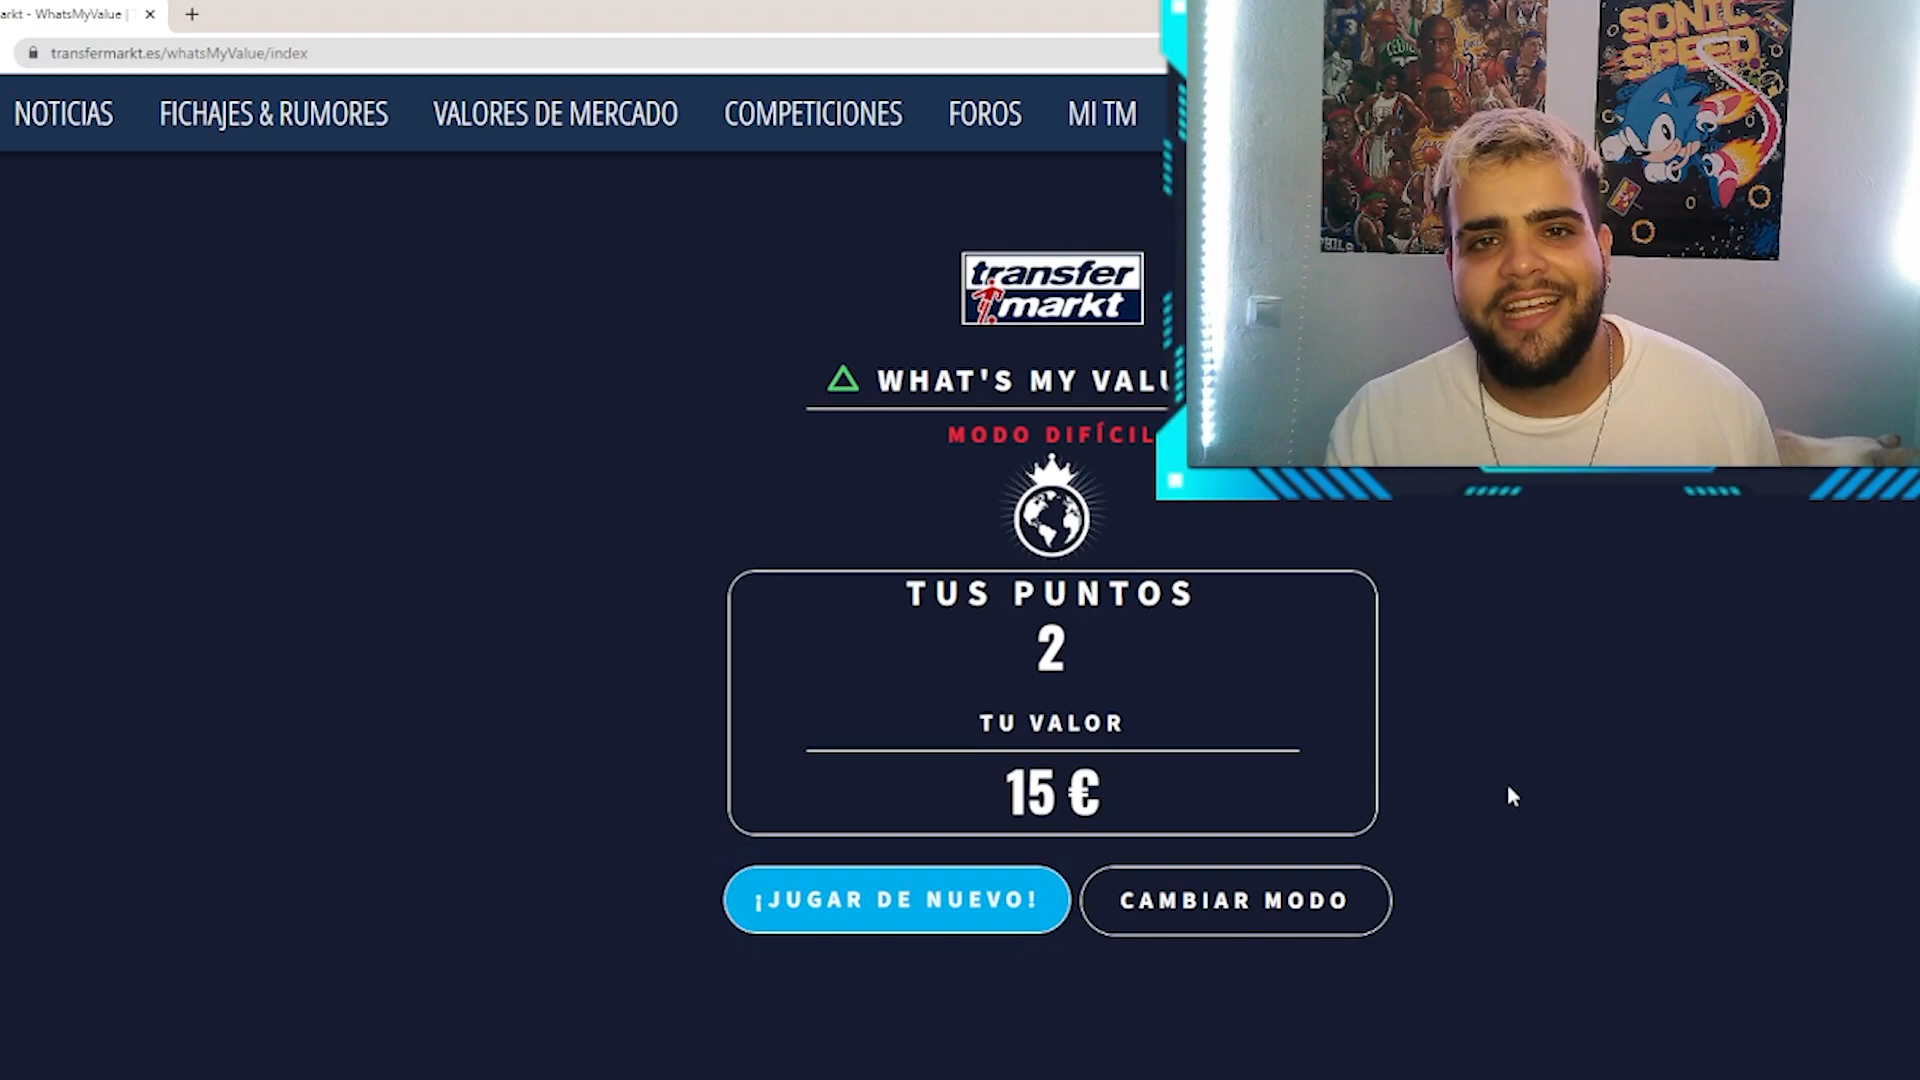 arkt - WhatsMyValue | T
transfermarkt.es/whatsMyValue/index
NOTICIAS FICHAJES & RUMORES VALORES DE MERCADO COMPETICIONES FOROS MI TM
SONIC
SPEED
transfer
markt
WHAT'S MY VALU
MODO DIFÍCIL
TUS PUNTOS
2
TU VALOR
15 €
¡JUGAR DE NUEVO!
CAMBIAR MODO